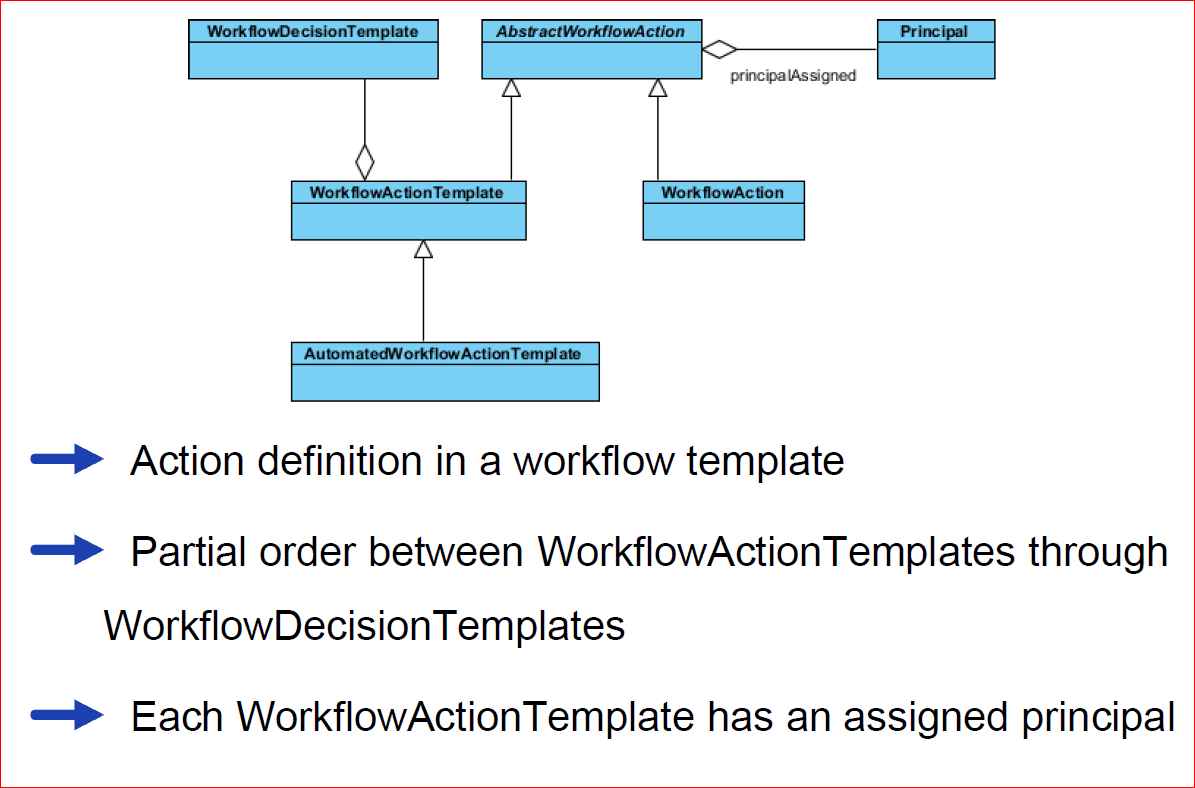 WorkflowDecisionTemplate
AbstractWorkflowAction
Principal
principalAssigned
WorkflowActionTemplate
WorkflowAction
AutomatedWorkflowActionTemplate
Action definition in a workflow template
Partial order between WorkflowActionTemplates through
WorkflowDecisionTemplates
Each WorkflowActionTemplate has an assigned principal